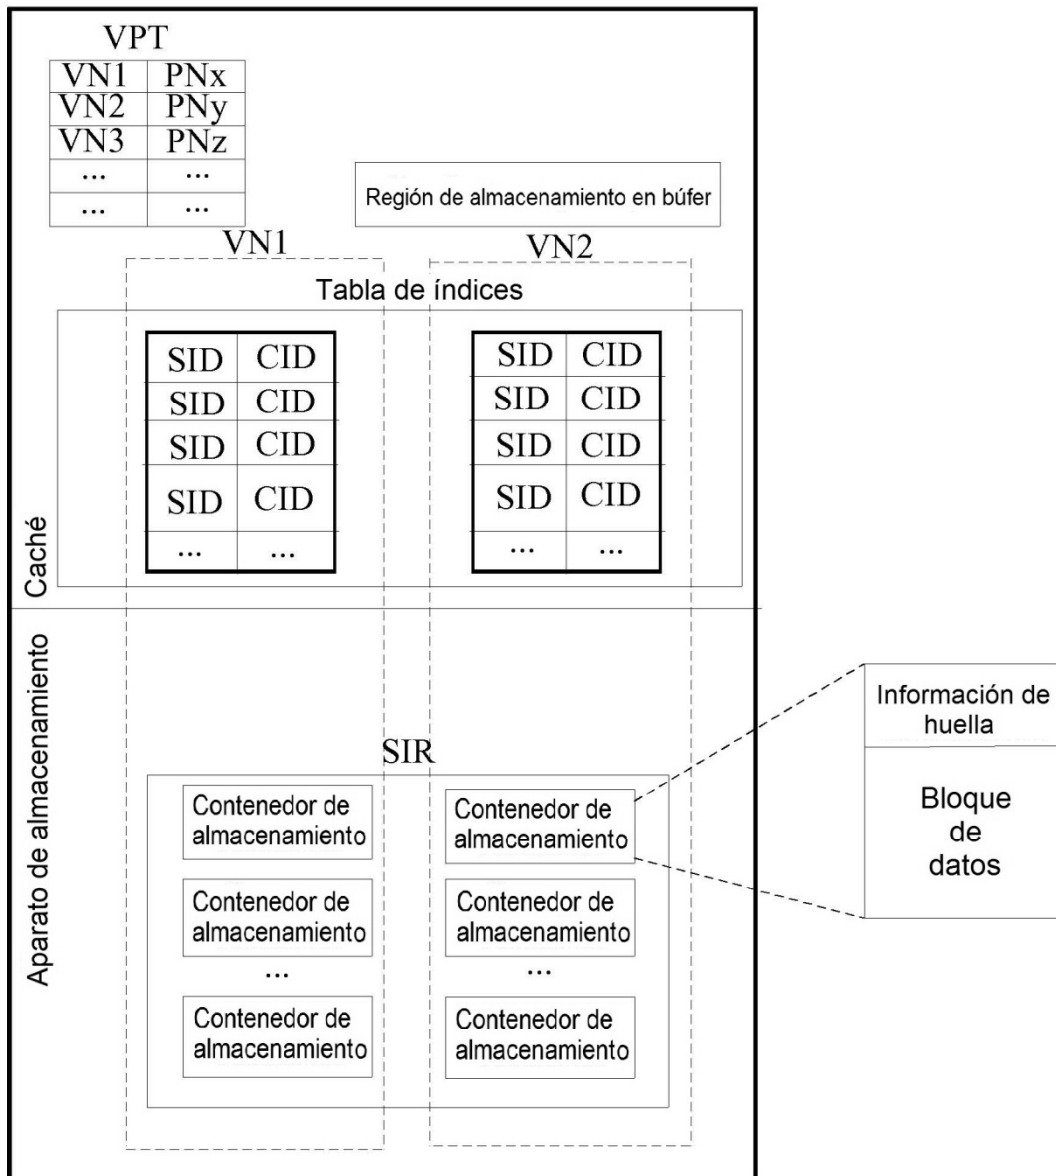 VPT
VN1 PNx
VN2 PNy
VN3 PNz
... ...
... ...
Región de almacenamiento en búfer
VN1 VN2
Tabla de índices
SID CID SID CID
SID CID SID CID
SID CID SID CID
SID CID SID CID
... ... ... ...
Caché
Aparato de almacenamiento
SIR
Contenedor de
almacenamiento
Contenedor de
almacenamiento
Contenedor de
almacenamiento
Contenedor de
almacenamiento
... ...
Contenedor de
almacenamiento
Contenedor de
almacenamiento
Información de
huella
Bloque
de
datos